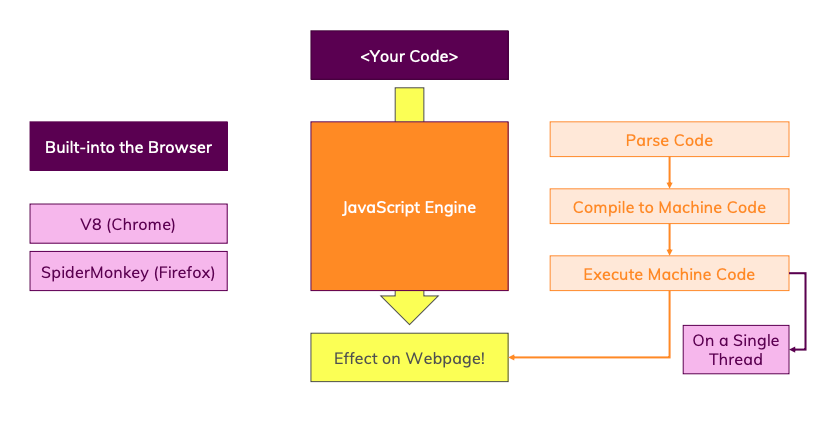 <Your Code>
Built-into the Browser
V8 (Chrome)
SpiderMonkey (Firefox)
JavaScript Engine
Effect on Webpage!
Parse Code
Compile to Machine Code
Execute Machine Code
On a Single
Thread